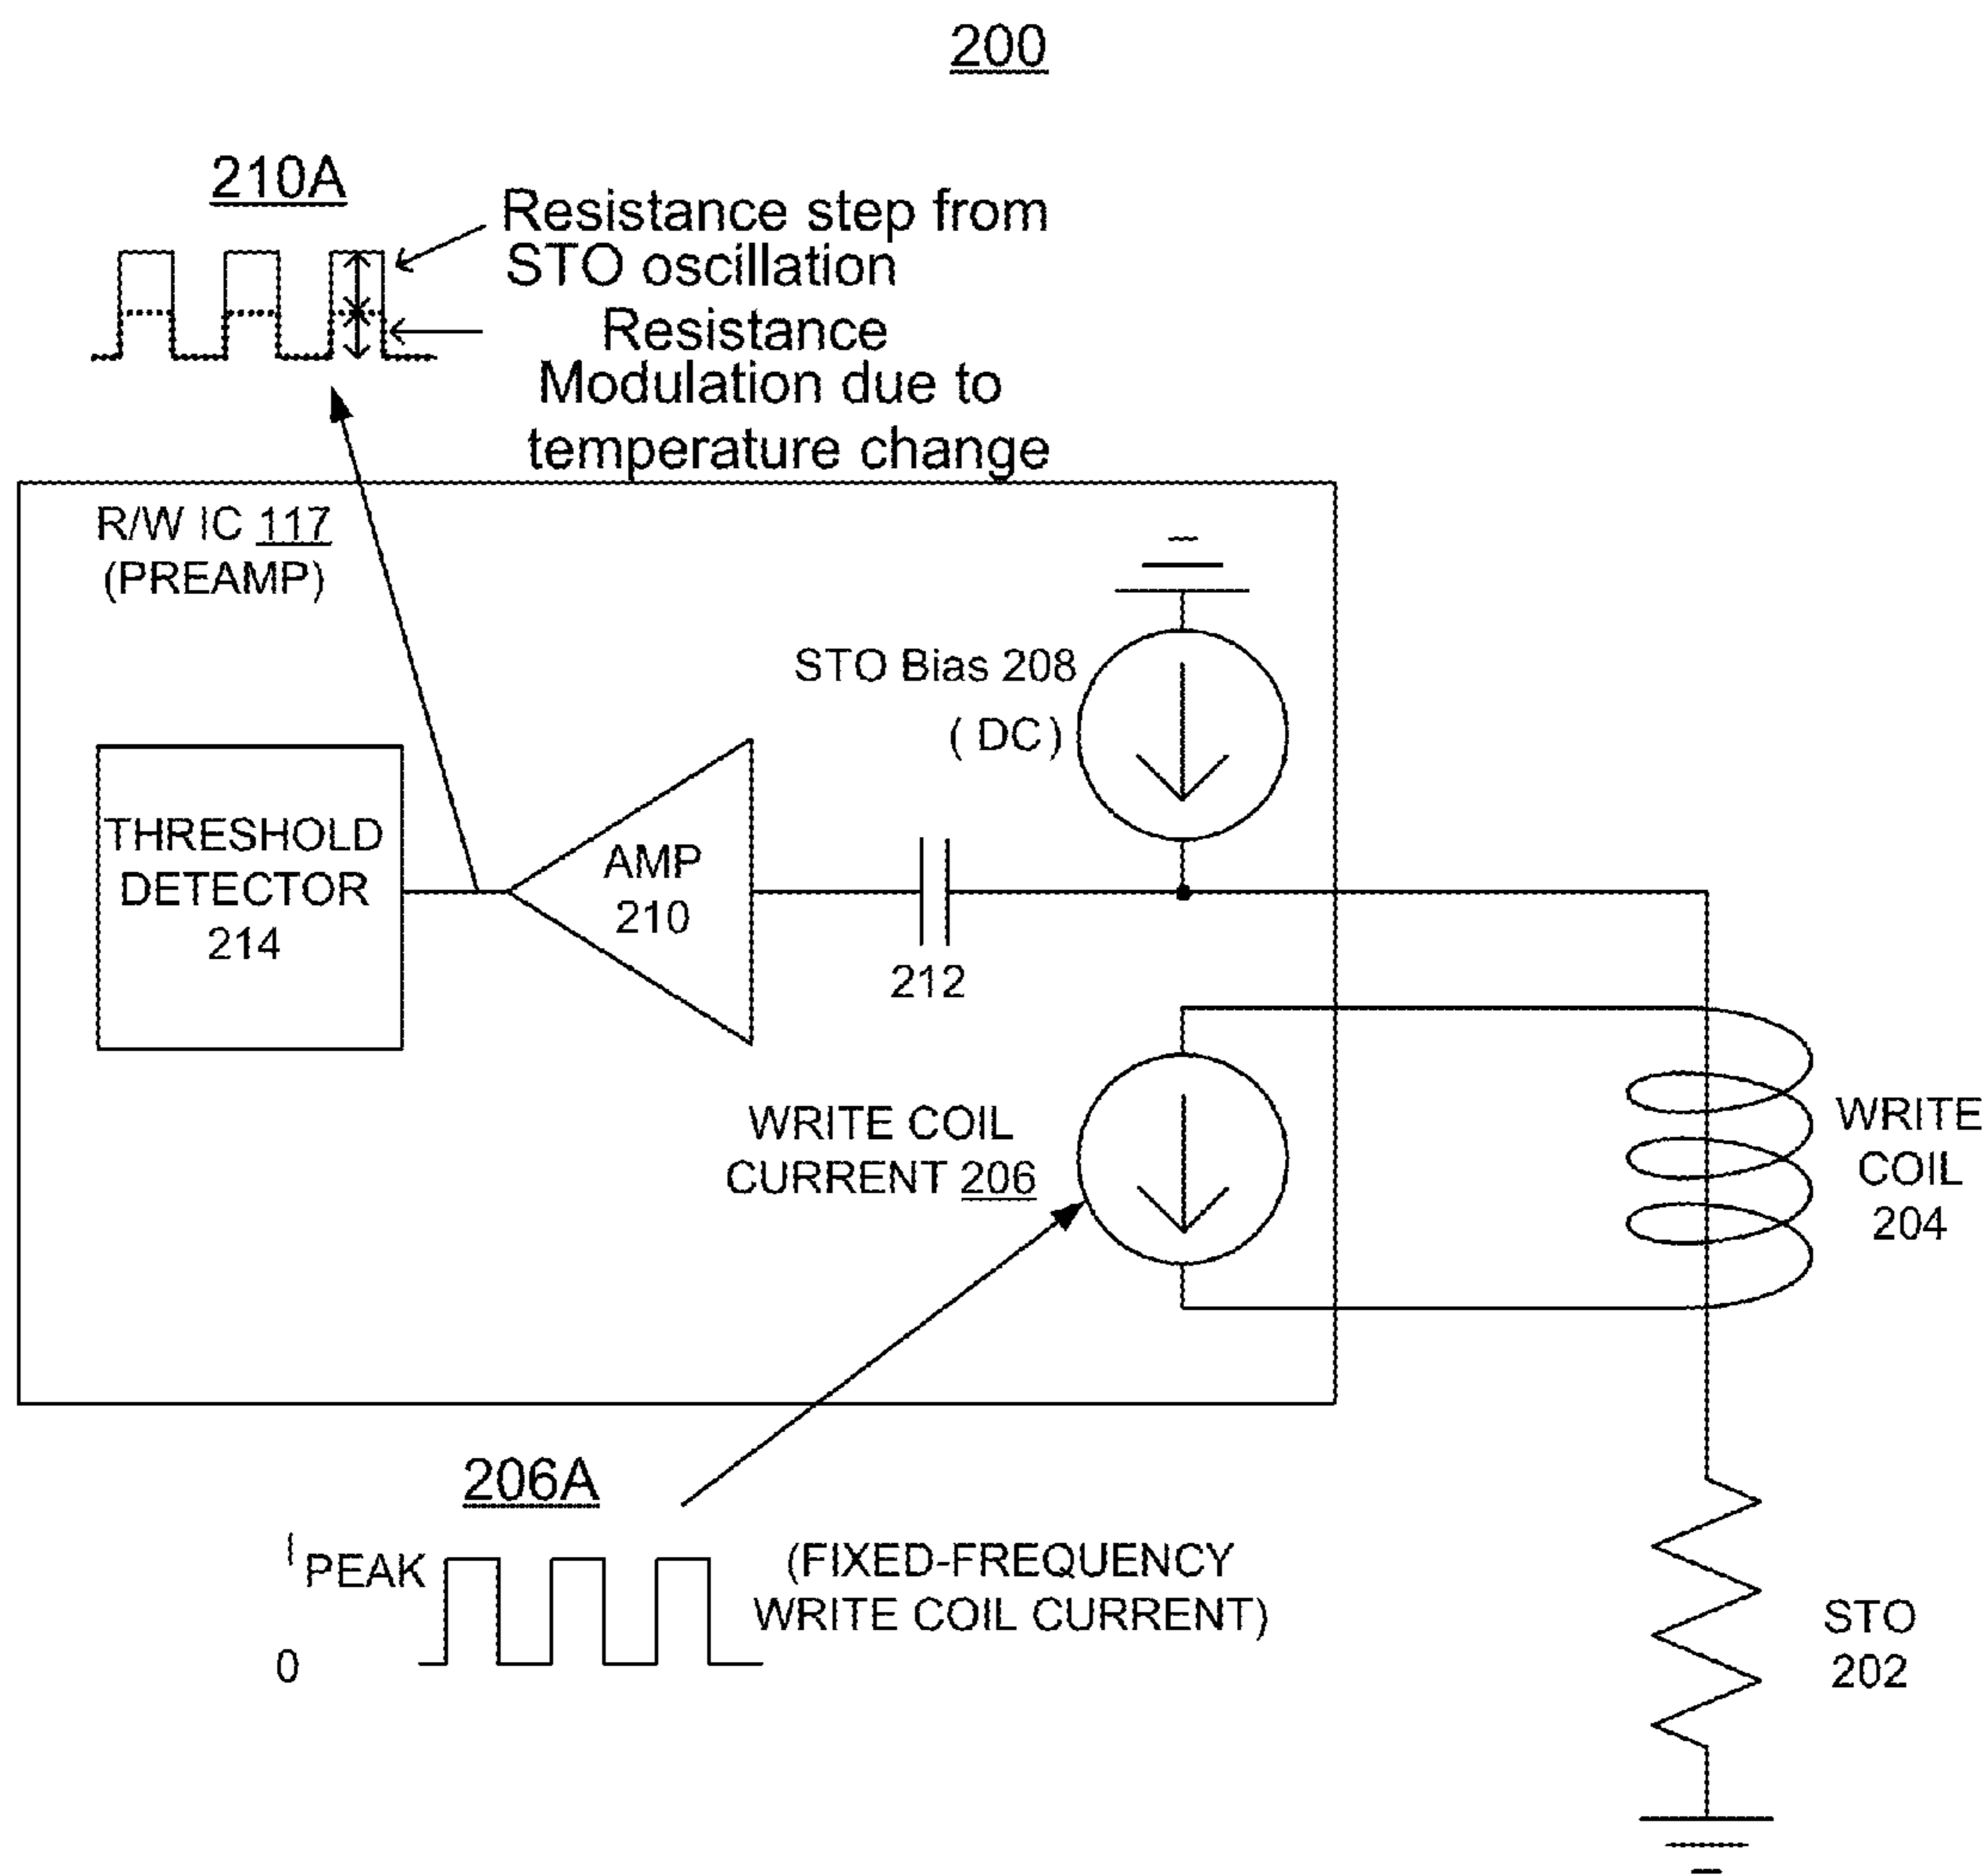 200
210A
Resistance step from
STO oscillation
Resistance
Modulation due to
temperature change
R/W IC 117
(PREAMP)
STO Bias 208
( DC )
THRESHOLD
DETECTOR
214
AMP
210
212
WRITE COIL
CURRENT 206
WRITE
COIL
204
206A
I PEAK
0
(FIXED-FREQUENCY
WRITE COIL CURRENT)
STO
202